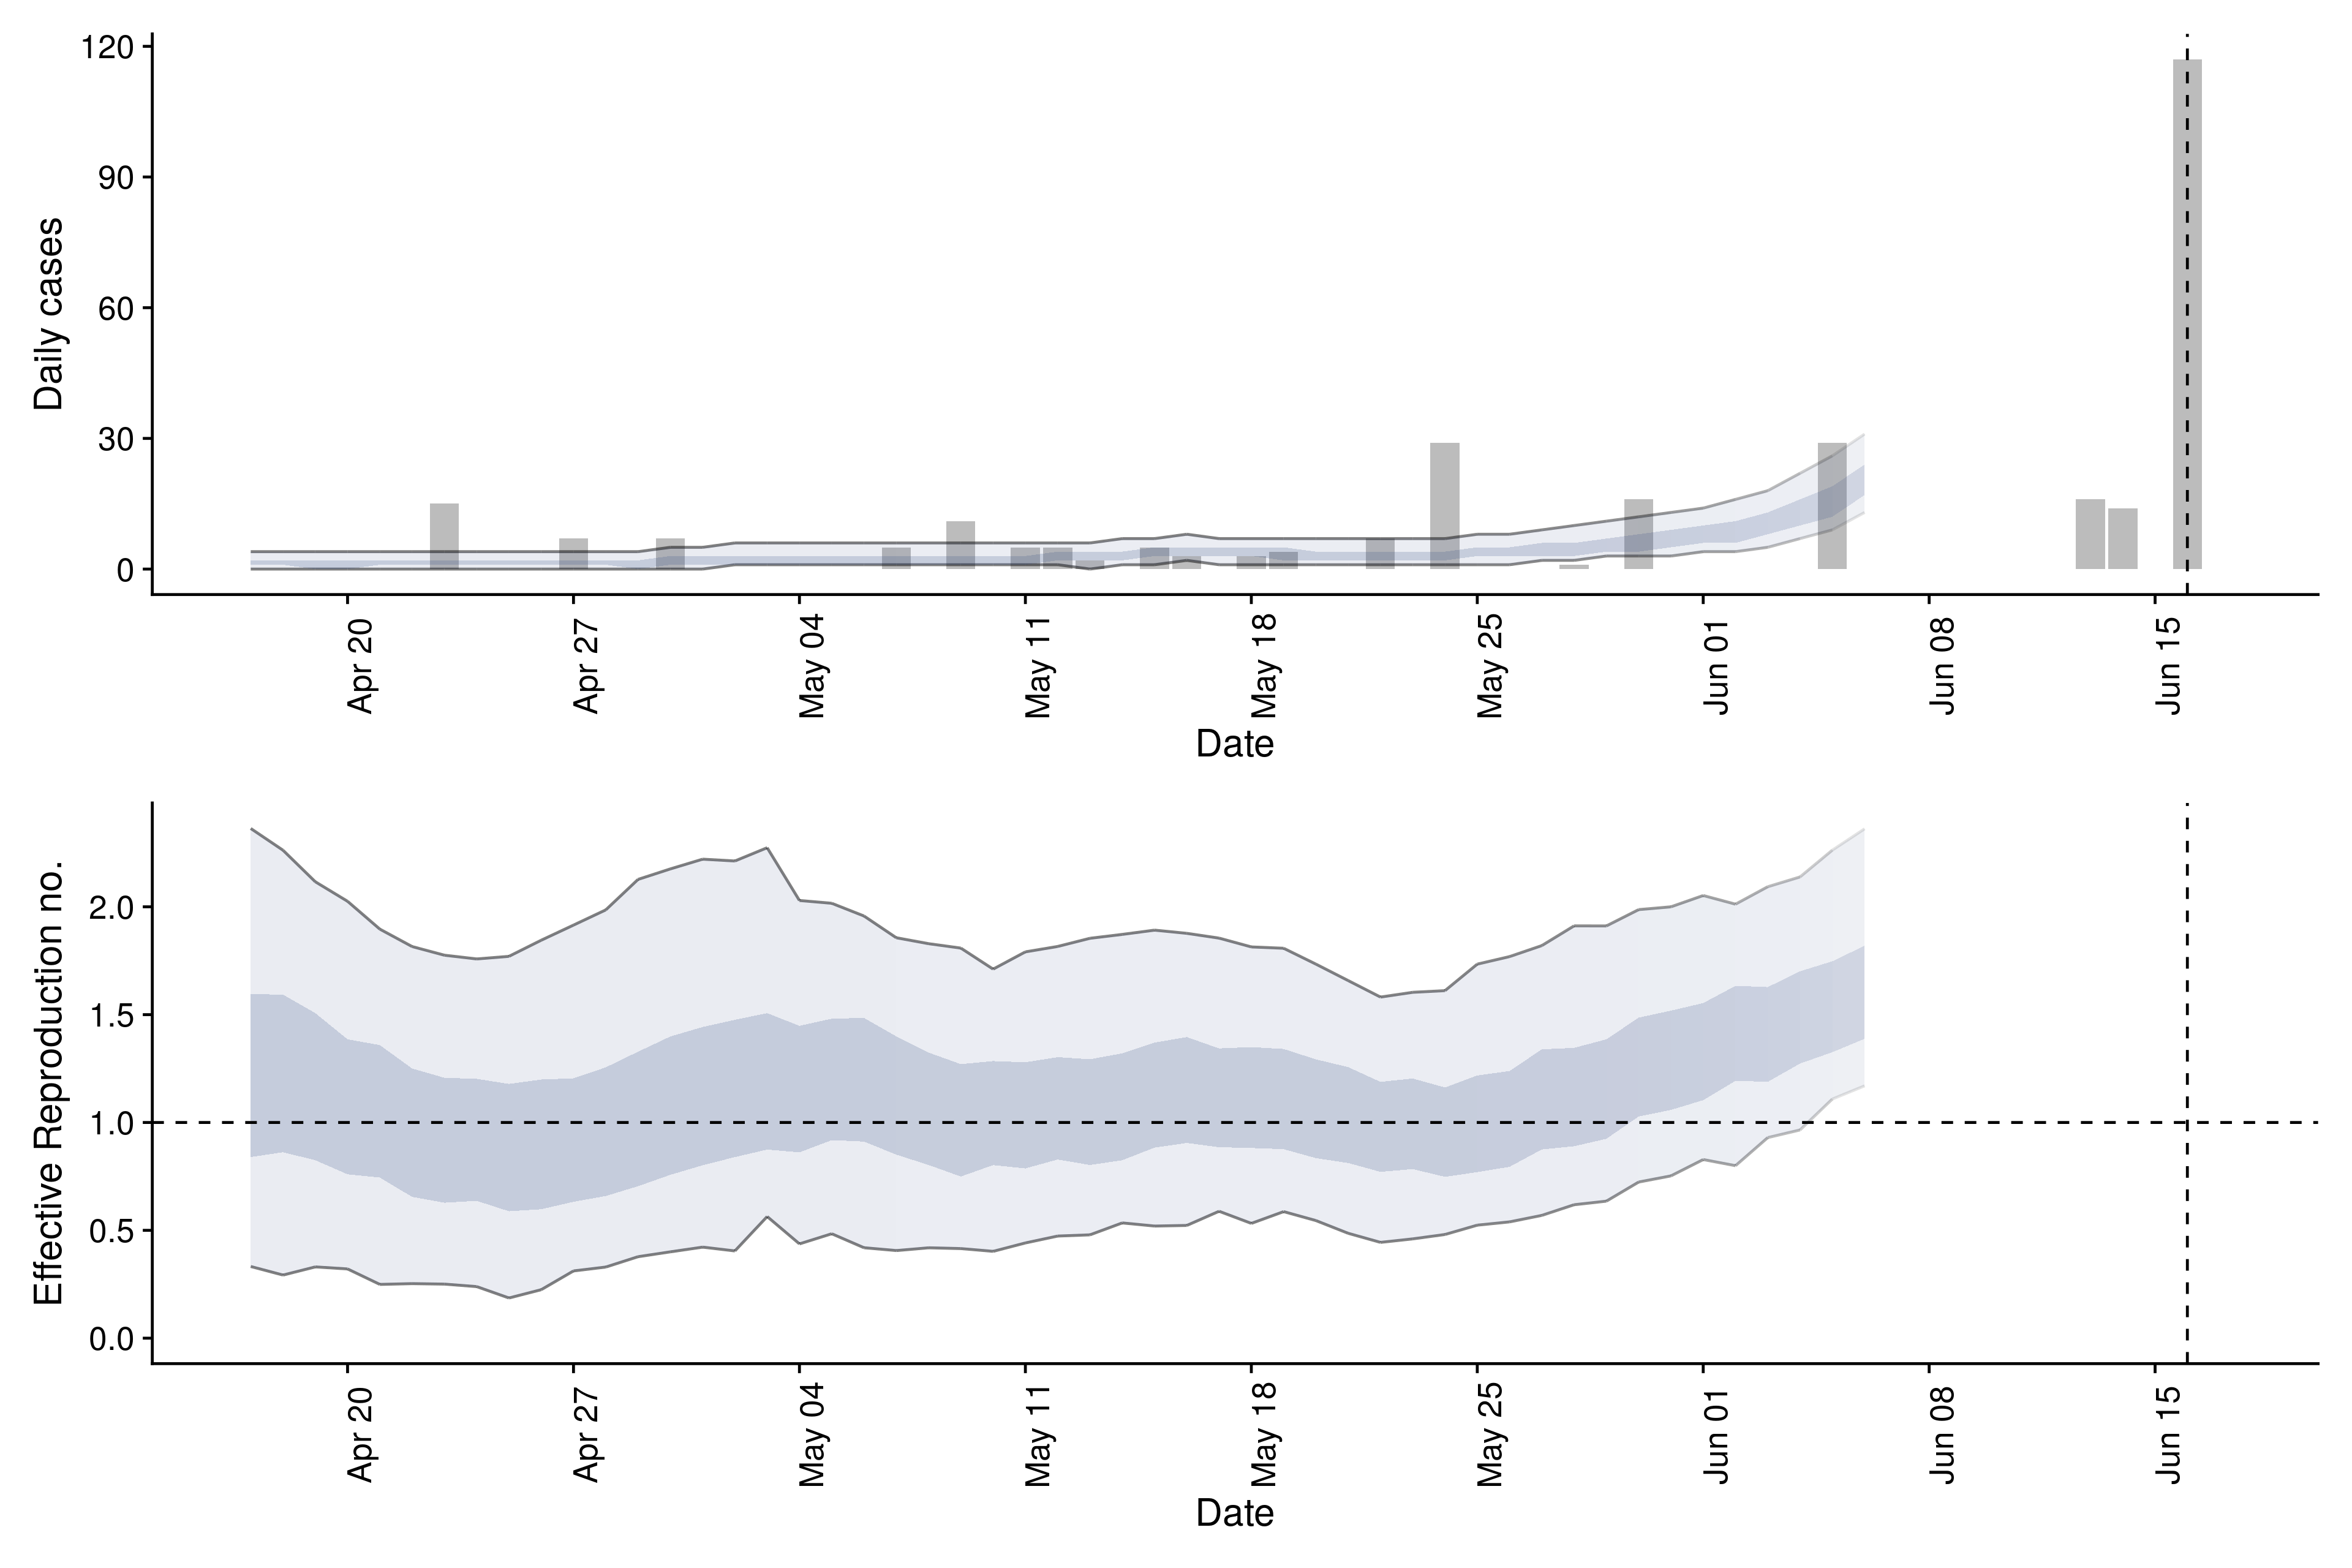 120
90
60
30
0
Daily cases
Apr 20
Apr 27
May 04
May 11
May 18
May 25
Jun 01
Jun 08
Jun 15
Date
2.0
1.5
1.0
0.5
0.0
Effective Reproduction no.
Apr 20
Apr 27
May 04
May 11
May 18
May 25
Jun 01
Jun 08
Jun 15
Date